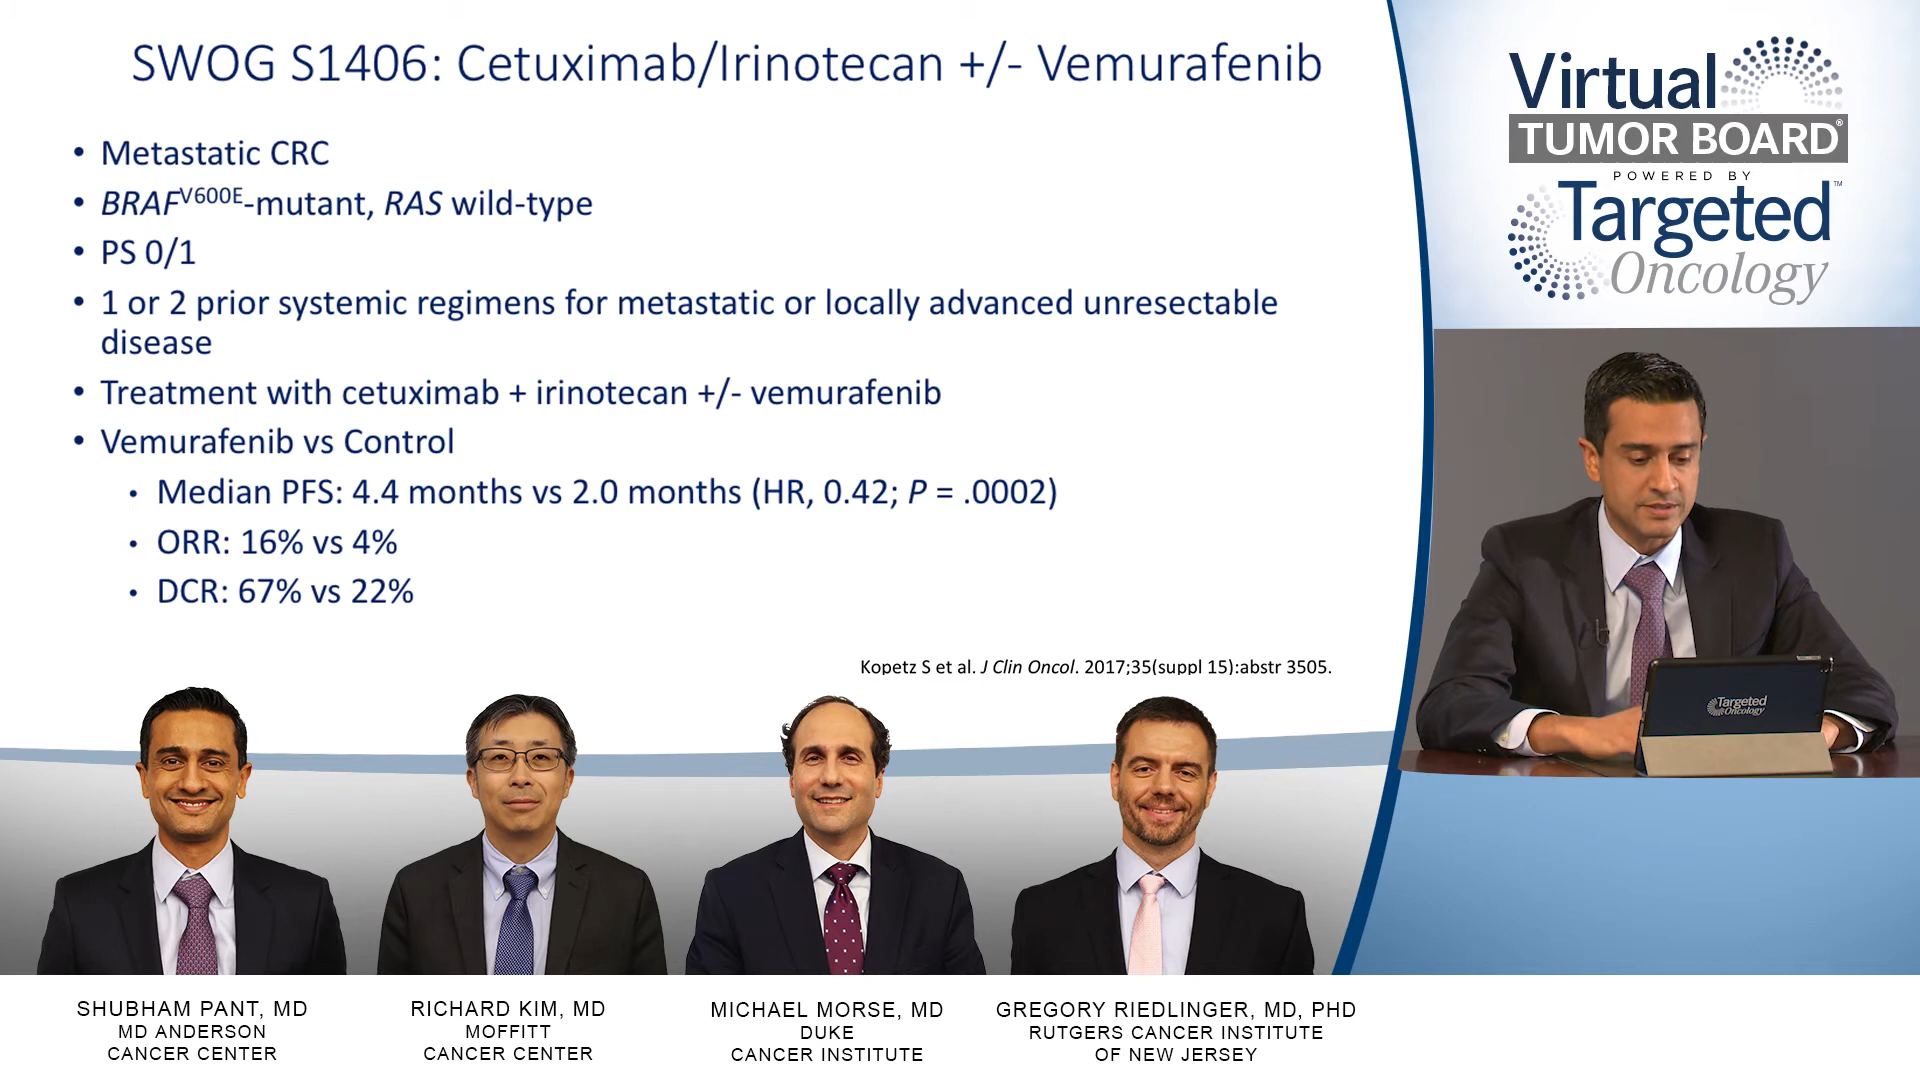 SWOG S1406: Cetuximab/Irinotecan +/- Vemurafenib
• Metastatic CRC
• BRAFV600E-mutant, RAS wild-type
• PS 0/1
• 1 or 2 prior systemic regimens for metastatic or locally advanced unresectable
disease
• Treatment with cetuximab + irinotecan +/- vemurafenib
• Vemurafenib vs Control
• Median PFS: 4.4 months vs 2.0 months (HR, 0.42; P = .0002)
• ORR: 16% vs 4%
• DCR: 67% vs 22%
Kopetz S et al. J Clin Oncol. 2017;35(suppl 15):abstr 3505.
Virtual
TUMOR BOARD®
POWERED BY
Targeted™
Oncology
Targeted
Oncology
SHUBHAM PANT, MD
MD ANDERSON
CANCER CENTER
RICHARD KIM, MD
MOFFITT
CANCER CENTER
MICHAEL MORSE, MD
DUKE
CANCER INSTITUTE
GREGORY RIEDLINGER, MD, PHD
RUTGERS CANCER INSTITUTE
OF NEW JERSEY